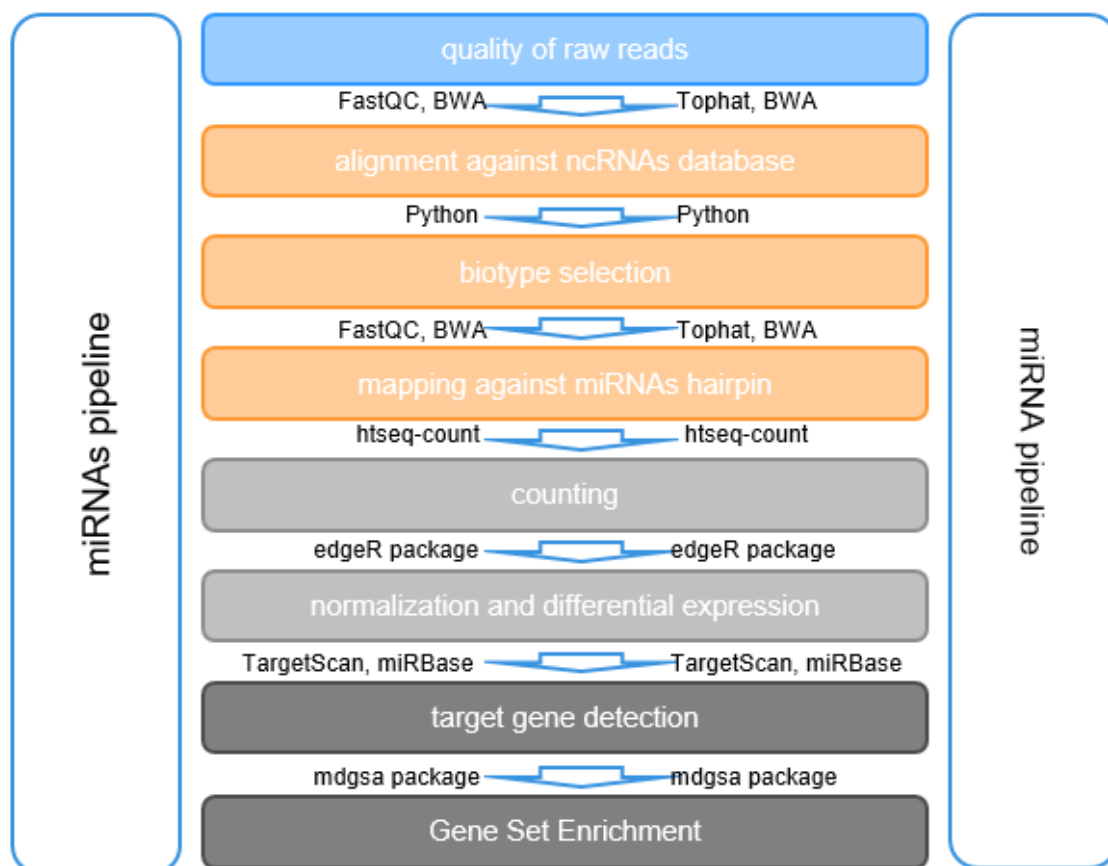 miRNAs pipeline
quality of raw reads
FastQC, BWA
Tophat, BWA
alignment against ncRNAs database
Python
Python
biotype selection
FastQC, BWA
Tophat, BWA
mapping against miRNAs hairpin
htseq-count
htseq-count
counting
edgeR package
edgeR package
normalization and differential expression
TargetScan, miRBase
TargetScan, miRBase
target gene detection
mdgsa package
mdgsa package
Gene Set Enrichment
miRNA pipeline